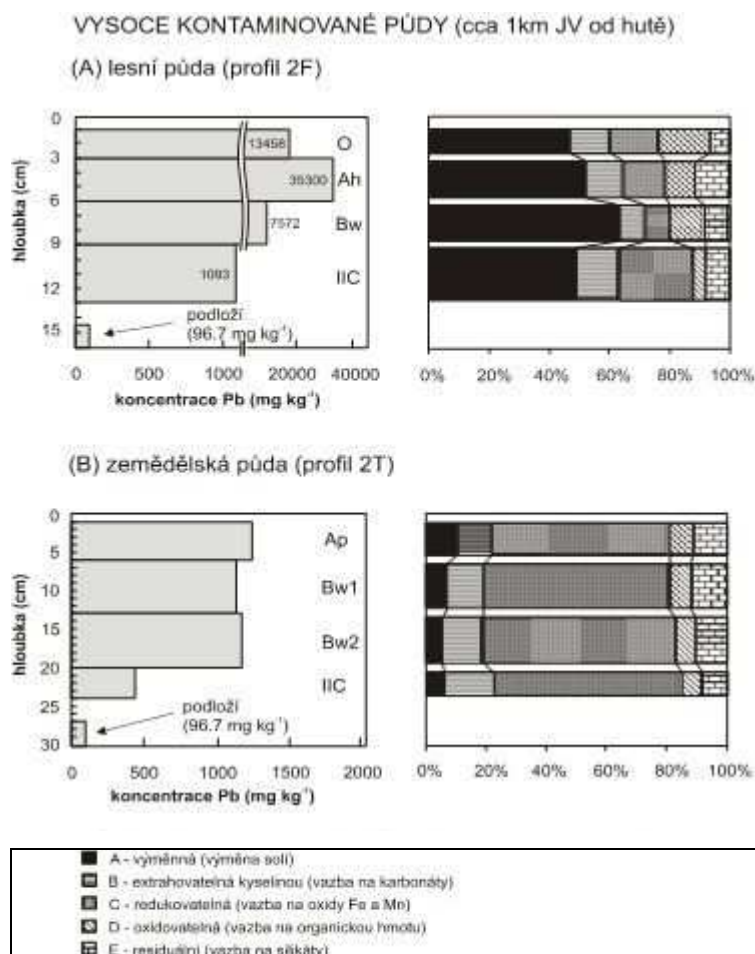 VYSOCE KONTAMINOVANÉ PŮDY (cca 1km JV od hutě)
(A) lesní půda (profil 2F)
hloubka (cm)
0
3
6
9
12
15
13458
O
35300
Ah
7572
Bw
1093
IIC
podloží
(96.7 mg kg⁻¹)
0 500 1000 20000 40000
koncentrace Pb (mg kg⁻¹)
0% 20% 40% 60% 80% 100%
(B) zemědělská půda (profil 2T)
hloubka (cm)
0
5
10
15
20
25
30
Ap
Bw1
Bw2
IIC
podloží
(96.7 mg kg⁻¹)
0 500 1000 1500 2000
koncentrace Pb (mg kg⁻¹)
0% 20% 40% 60% 80% 100%
A - výměnná (výměna solí)
B - extrahovatelná kyselinou (vazba na karbonáty)
C - redukovatelná (vazba na oxidy Fe a Mn)
D - oxidovatelná (vazba na organickou hmotu)
E - residuální (vazba na silikáty)